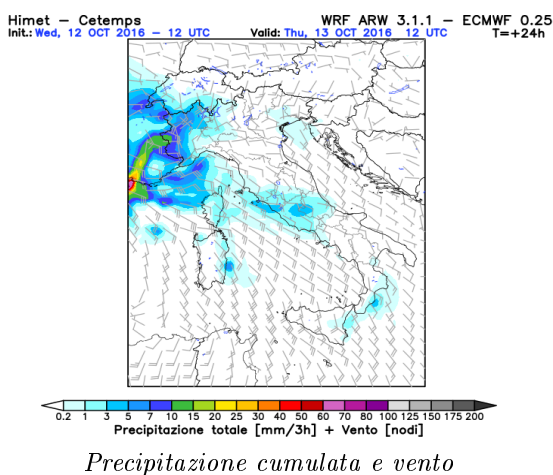 Himet − Cetemps WRF ARW 3.1.1 − ECMWF 0.25
Init.: Wed, 12 OCT 2016 − 12 UTC Valid: Thu, 13 OCT 2016 12 UTC T=+24h
0.2 1 3 5 7 10 15 20 25 30 40 50 60 70 80 100 125 150 175 200
Precipitazione totale [mm/3h] + Vento [nodi]
Precipitazione cumulata e vento